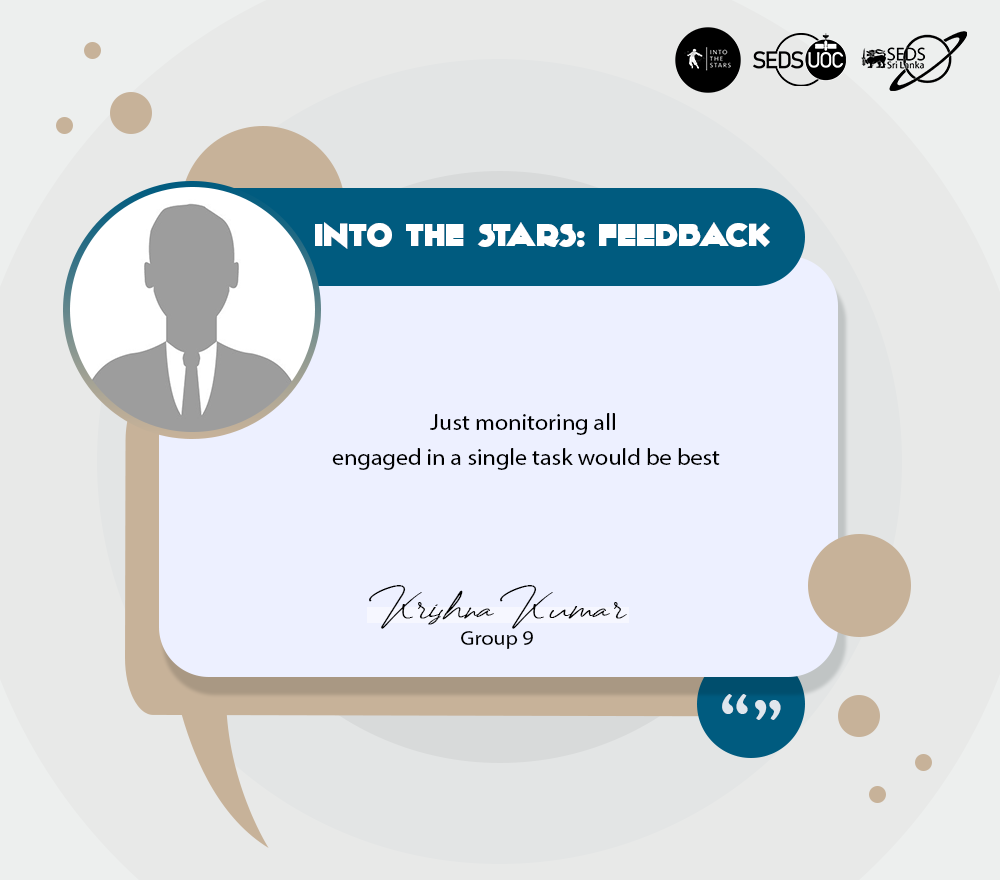 INTO
THE
STARS
SEDS UOC
SEDS
Sri Lanka
INTO THE STARS: FEEDBACK
Just monitoring all
engaged in a single task would be best
Krishna Kumar
Group 9
“”